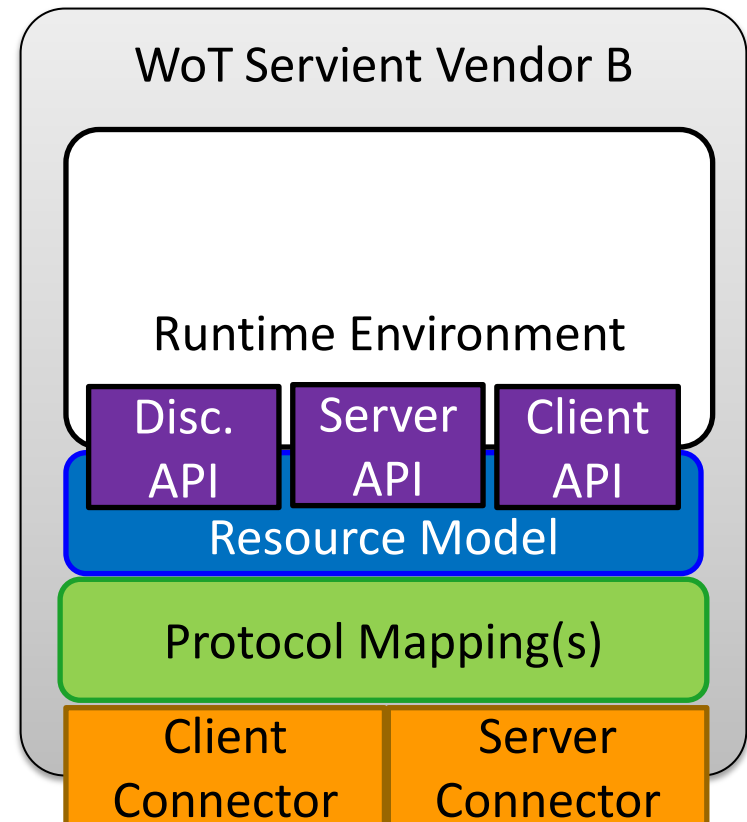 WoT Servient Vendor B
Runtime Environment
Disc.
API
Server
API
Client
API
Resource Model
Protocol Mapping(s)
Client
Connector
Server
Connector